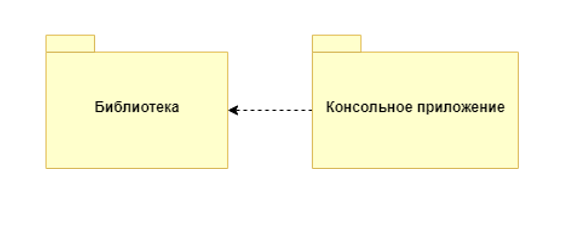 Библиотека
Консольное приложение